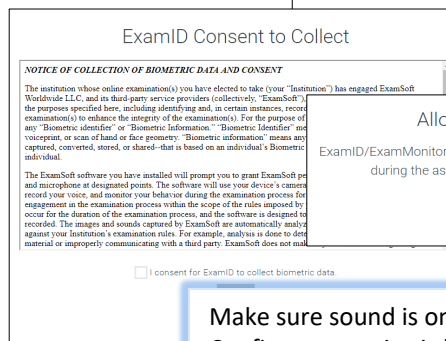 ExamID Consent to Collect
NOTICE OF COLLECTION OF BIOMETRIC DATA AND CONSENT
The institution whose online examination(s) you have elected to take (your "Institution") has engaged ExamSoft
Worldwide LLC, and its third-party service providers (collectively, "ExamSoft"),
the purposes specified here, including identifying and, in certain instances, record
examination(s) to enhance the integrity of the examination(s). For the purpose of
any "Biometric identifier" or "Biometric Information." "Biometric Identifier" me
voiceprint, or scan of hand or face geometry. "Biometric information" means any
captured, converted, stored, or shared--that is based on an individual's Biometric
individual.
The ExamSoft software you have installed will prompt you to grant ExamSoft pe
and microphone at designated points. The software will use your device's camera
record your voice, and monitor your behavior during the examination process for
engagement in the examination process within the scope of the rules imposed by
occur for the duration of the examination process, and the software is designed to
recorded. The images and sounds captured by ExamSoft are automatically analyz
against your Institution's examination rules. For example, analysis is done to dete
material or improperly communicating with a third party. ExamSoft does not mak
I consent for ExamID to collect biometric data.
Allo
ExamID/ExamMonitor
during the as
Make sure sound is on